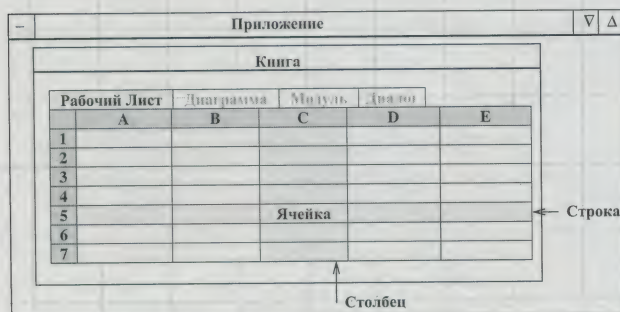 – Приложение ∇ Δ
Книга
Рабочий Лист Диаграмма Модуль Диалог
A B C D E
1
2
3
4
5 Ячейка Строка
6
7
Столбец